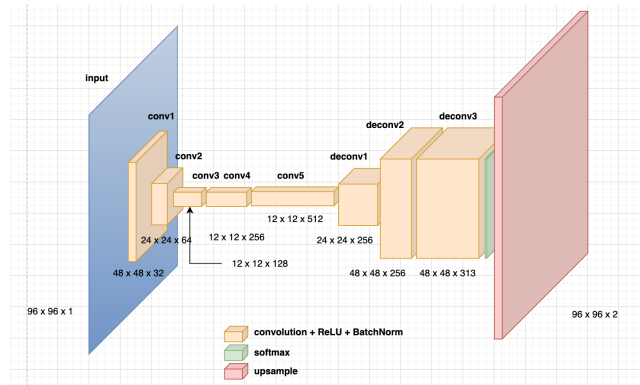 input
conv1
conv2
conv3
conv4
conv5
deconv1
deconv2
deconv3
12 x 12 x 512
24 x 24 x 64
12 x 12 x 256
24 x 24 x 256
12 x 12 x 128
48 x 48 x 32
48 x 48 x 256
48 x 48 x 313
96 x 96 x 1
96 x 96 x 2
convolution + ReLU + BatchNorm
softmax
upsample